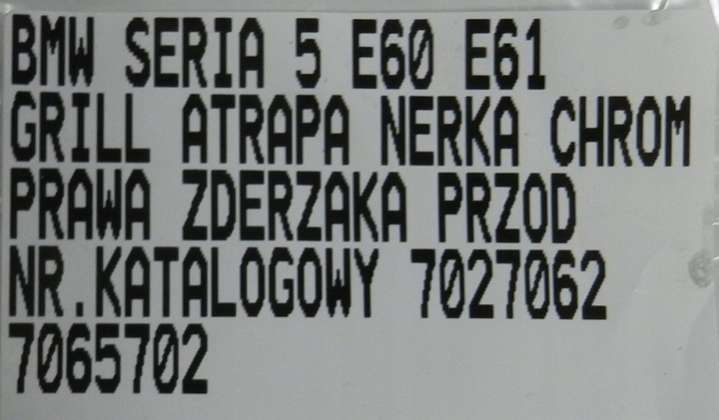 BMW SERIA 5 E60 E61
GRILL ATRAPA NERKA CHROM
PRAWA ZDERZAKA PRZOD
NR.KATALOGOWY 7027062
7065702